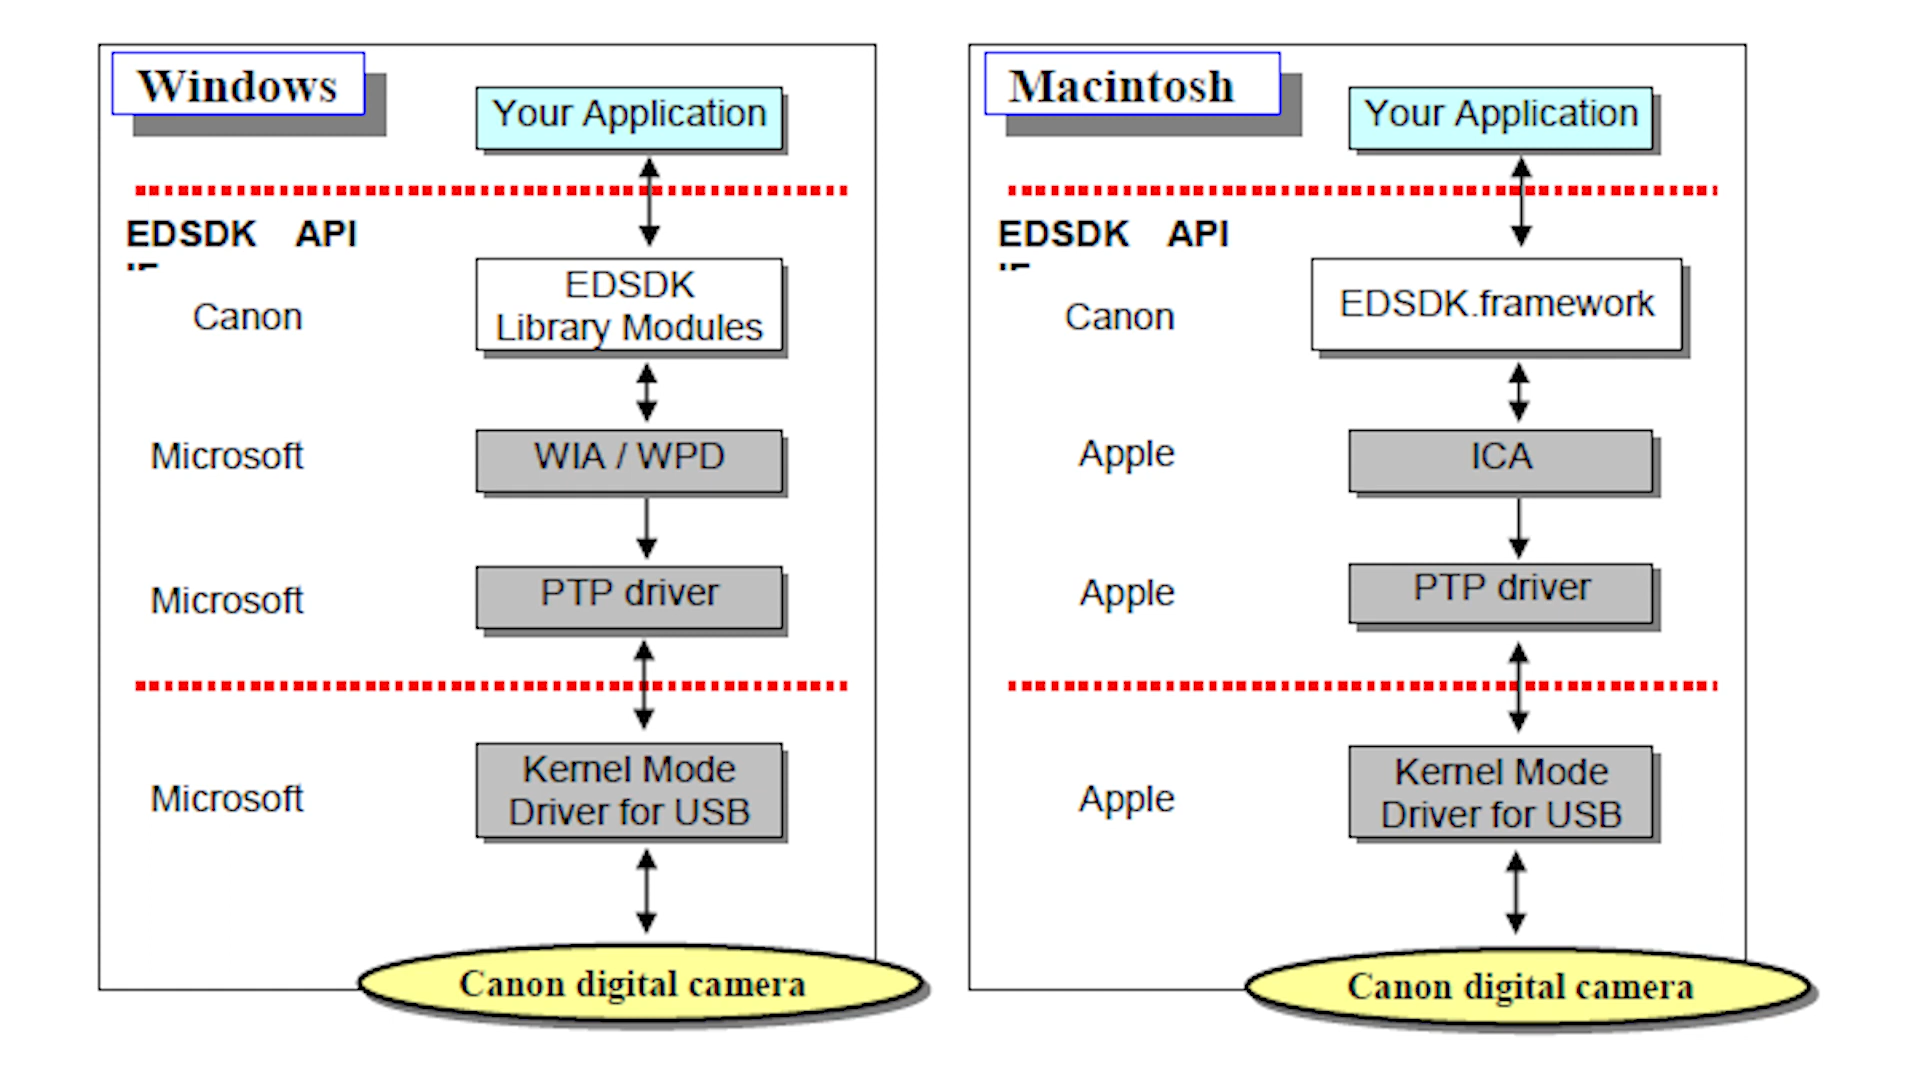 Windows
Your Application
EDSDK API
Canon
EDSDK
Library Modules
Microsoft
WIA / WPD
Microsoft
PTP driver
Microsoft
Kernel Mode
Driver for USB
Canon digital camera
Macintosh
Your Application
EDSDK API
Canon
EDSDK.framework
Apple
ICA
Apple
PTP driver
Apple
Kernel Mode
Driver for USB
Canon digital camera